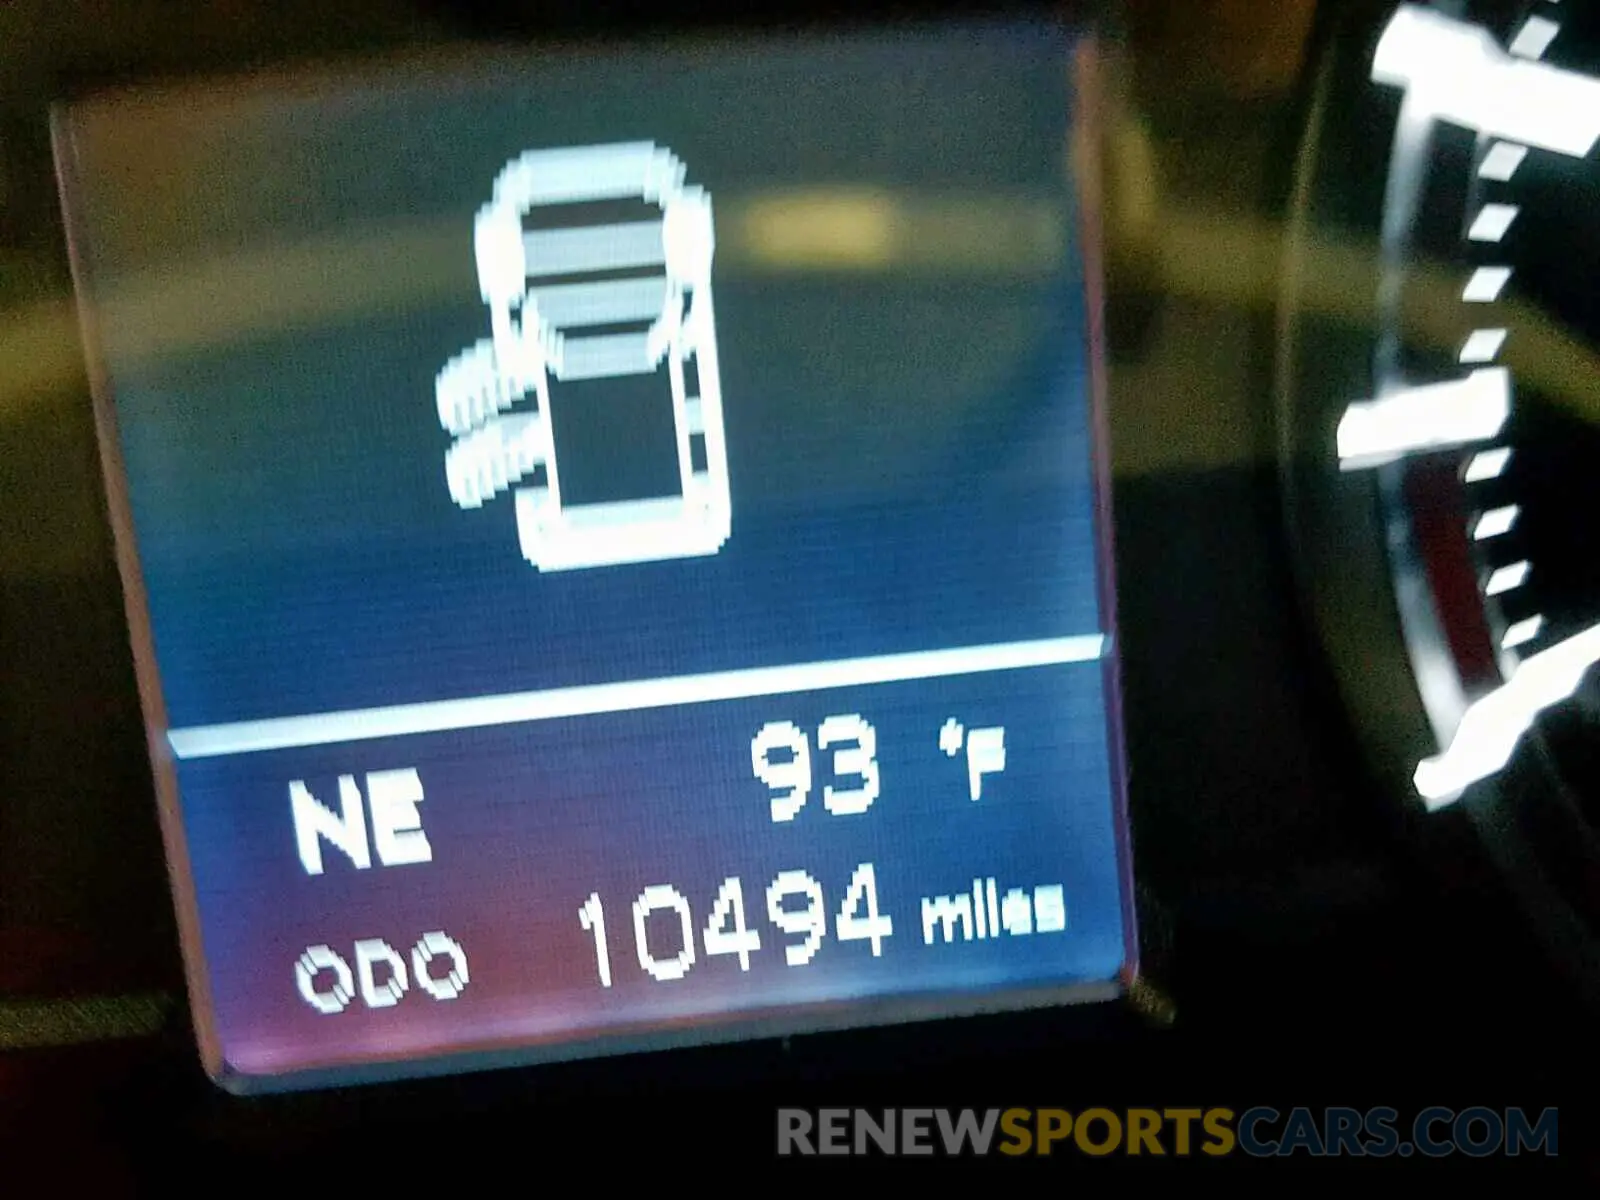 NE 93 °F
ODO 10494 miles
RENEWSPORTSCARS.COM